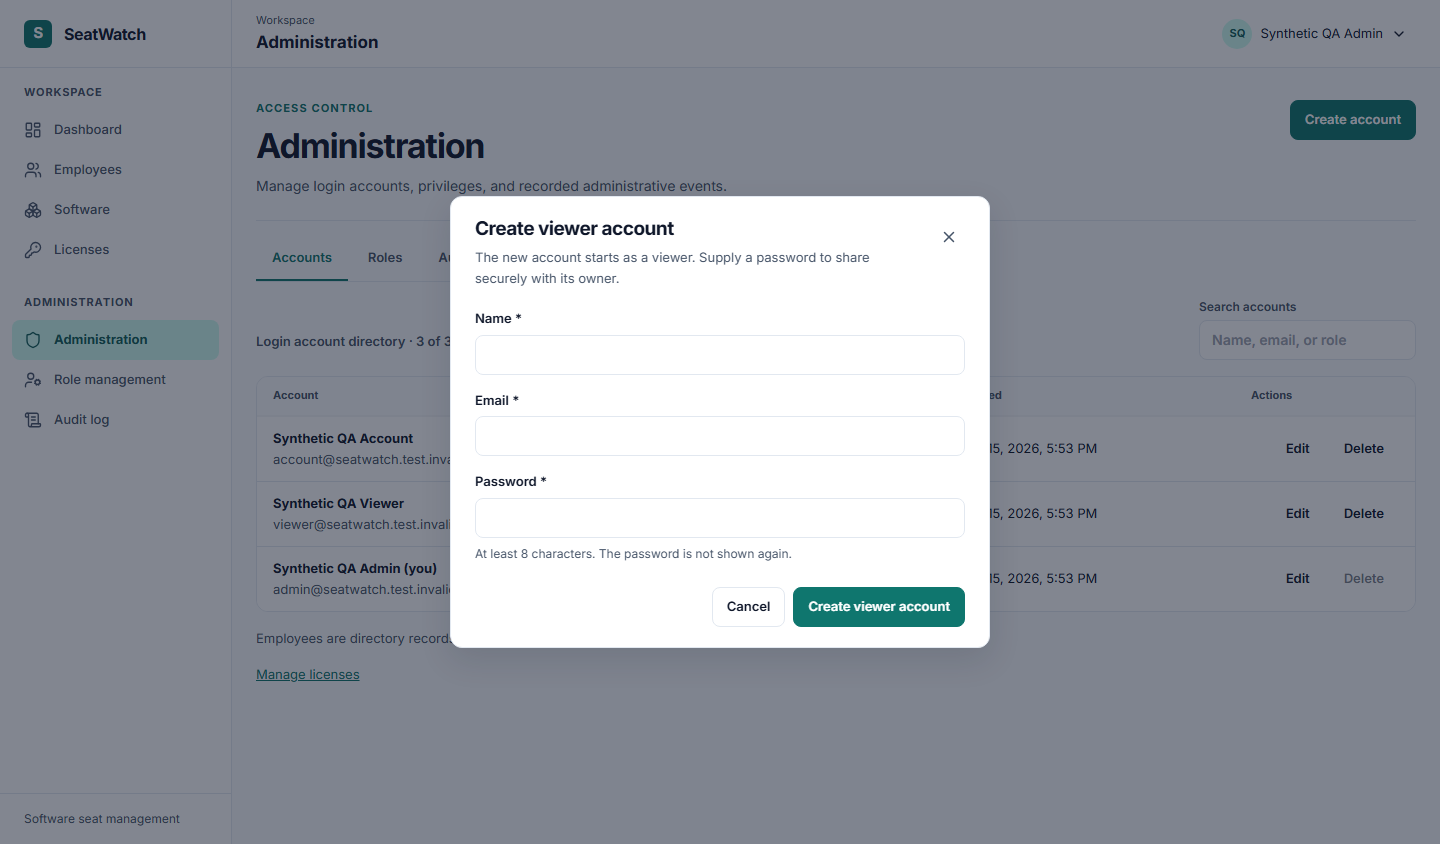 S SeatWatch
WORKSPACE
Dashboard
Employees
Software
Licenses
ADMINISTRATION
Administration
Role management
Audit log
Software seat management
Workspace
Administration
SQ Synthetic QA Admin
ACCESS CONTROL
Administration
Manage login accounts, privileges, and recorded administrative events.
Create account
Accounts Roles
Search accounts
Name, email, or role
Login account directory · 3 of 3
Account Actions
Synthetic QA Account
account@seatwatch.test.inva
15, 2026, 5:53 PM Edit Delete
Synthetic QA Viewer
viewer@seatwatch.test.inval
15, 2026, 5:53 PM Edit Delete
Synthetic QA Admin (you)
admin@seatwatch.test.invali
15, 2026, 5:53 PM Edit Delete
Employees are directory record
Manage licenses
Create viewer account
The new account starts as a viewer. Supply a password to share
securely with its owner.
Name *
Email *
Password *
At least 8 characters. The password is not shown again.
Cancel Create viewer account